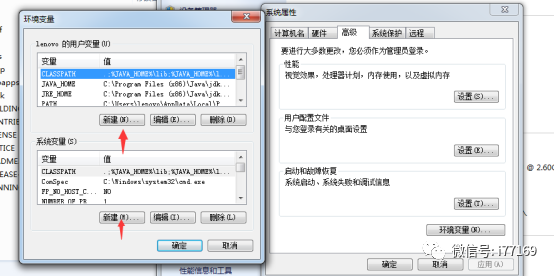 环境变量
lenovo 的用户变量(U)
变量 值
CLASSPATH .;%JAVA_HOME%\lib;%JAVA_HOME%\l...
JAVA_HOME C:\Program Files (x86)\Java\jdk...
JRE_HOME C:\Program Files (x86)\Java\jdk...
PATH C:\Users\lenovo\AppData\Local\P...
新建(N)... 编辑(E)... 删除(D)
系统变量(S)
变量 值
CLASSPATH .;%JAVA_HOME%\lib;%JAVA_HOME%\l...
ComSpec C:\Windows\system32\cmd.exe
FP_NO_HOST_C... NO
NUMBER_OF_PR... 1
新建(W)... 编辑(I)... 删除(L)
确定 取消
性能信息和工具
系统属性
计算机名 硬件 高级 系统保护 远程
要进行大多数更改，您必须作为管理员登录。
性能
视觉效果，处理器计划，内存使用，以及虚拟内存
设置(S)...
用户配置文件
与您登录有关的桌面设置
设置(E)...
启动和故障恢复
系统启动、系统失败和调试信息
设置(T)...
环境变量(N)...
确定 取消 应用(A)
@ 2.60
微信号: i77169